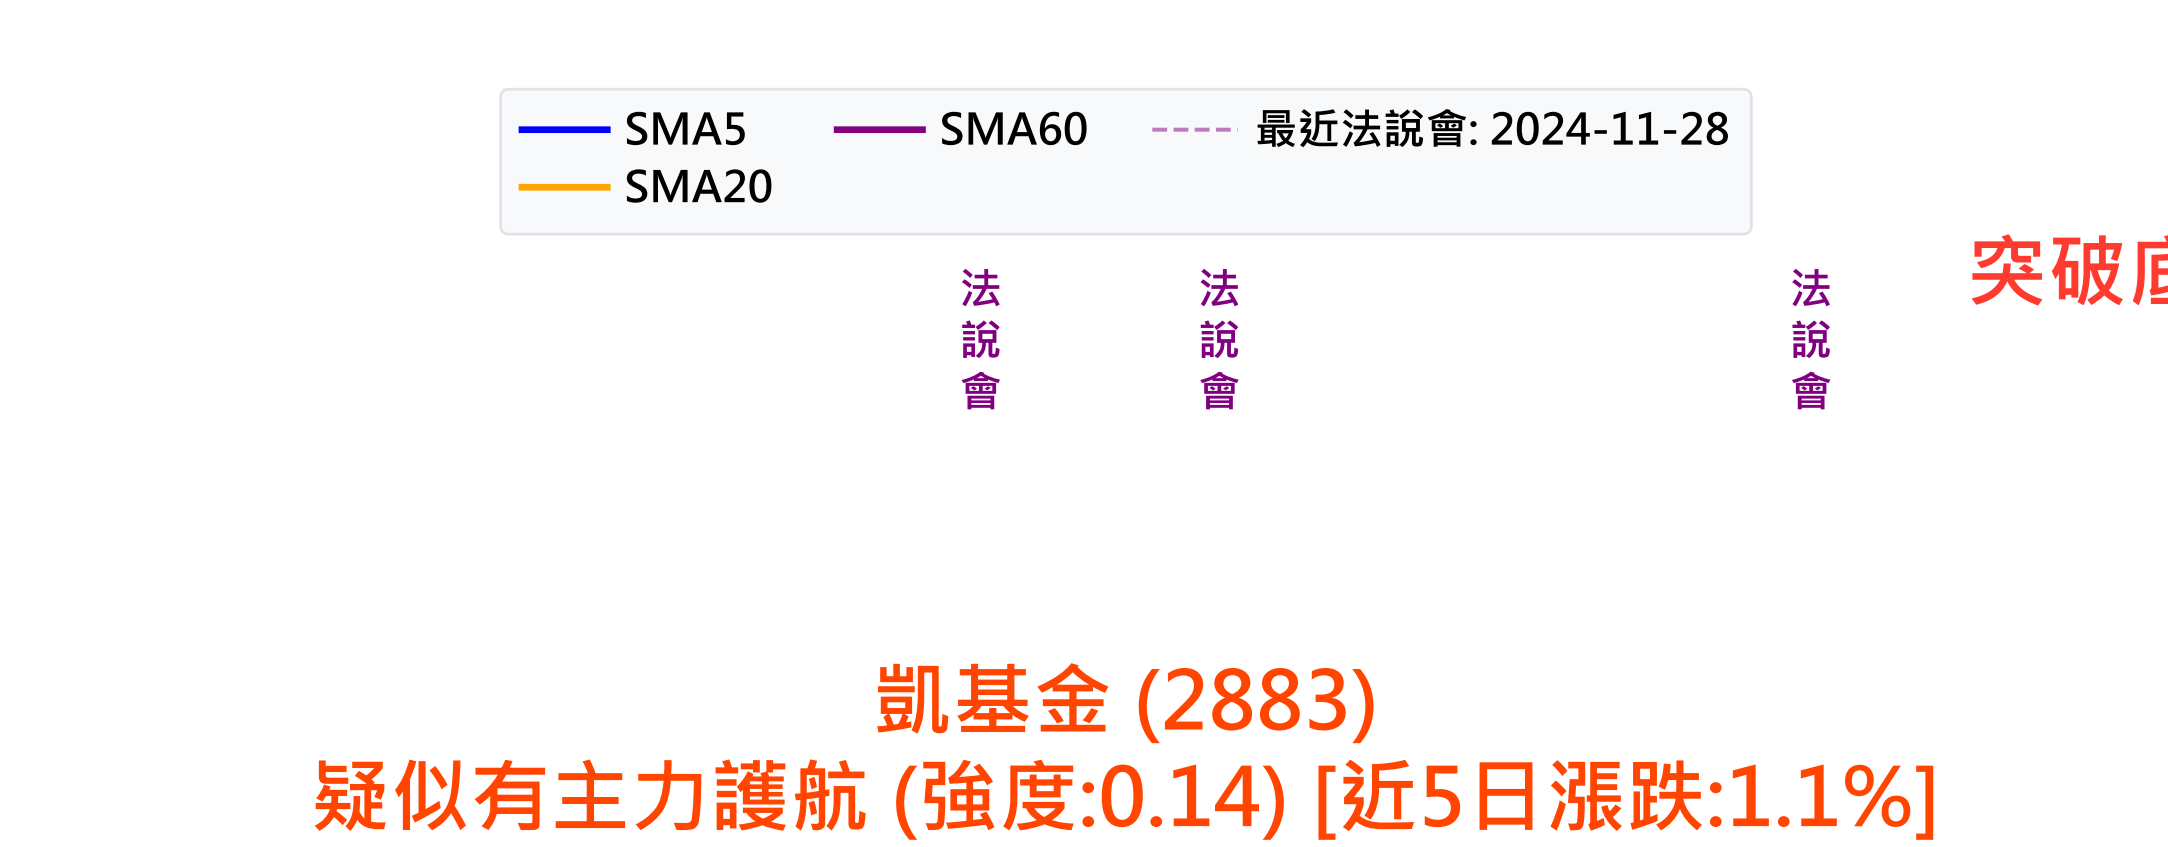 SMA5
SMA20
SMA60
最近法說會: 2024-11-28
突破
法說會
法說會
法說會
凱基金 (2883)
疑似有主力護航 (強度:0.14) [近5日漲跌:1.1%]